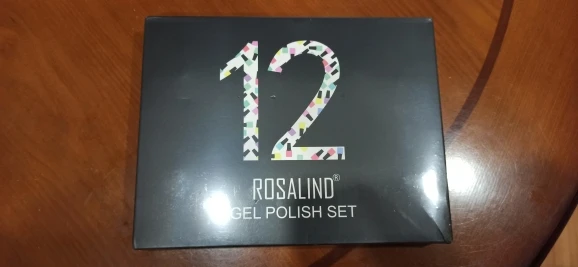 12
ROSALIND®
GEL POLISH SET